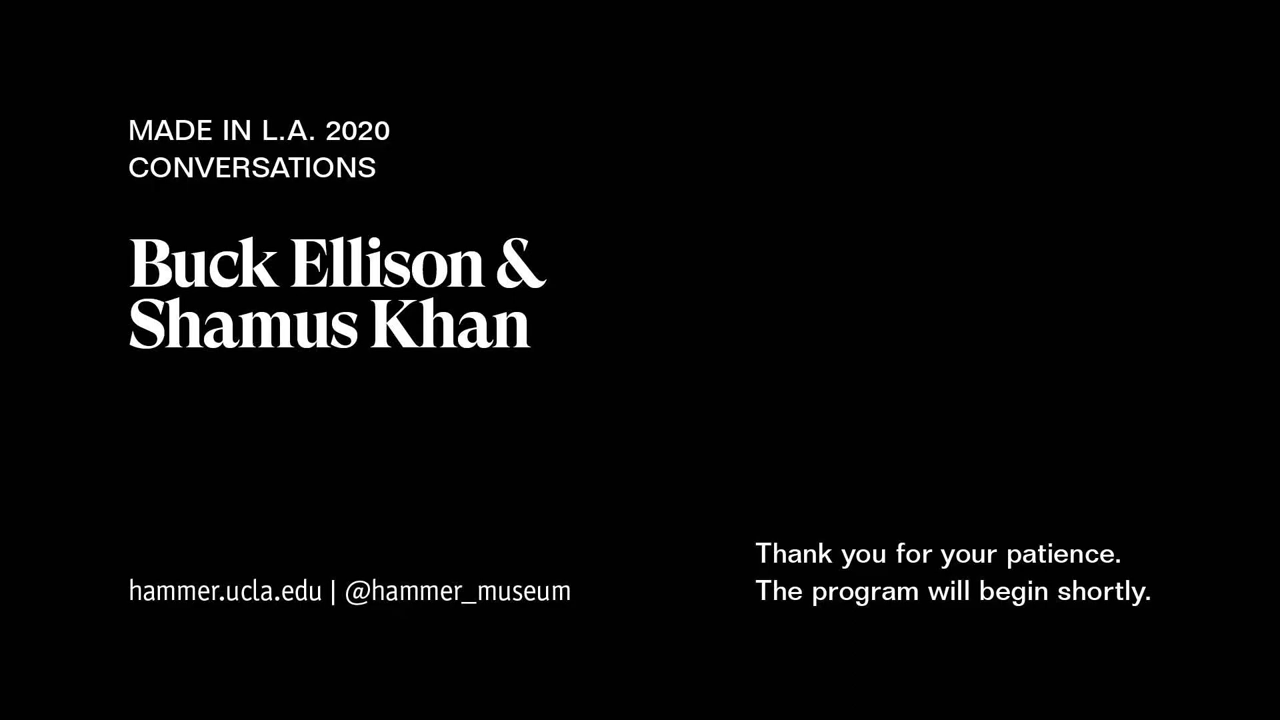 MADE IN L.A. 2020
CONVERSATIONS
Buck Ellison &
Shamus Khan
hammer.ucla.edu | @hammer_museum
Thank you for your patience.
The program will begin shortly.